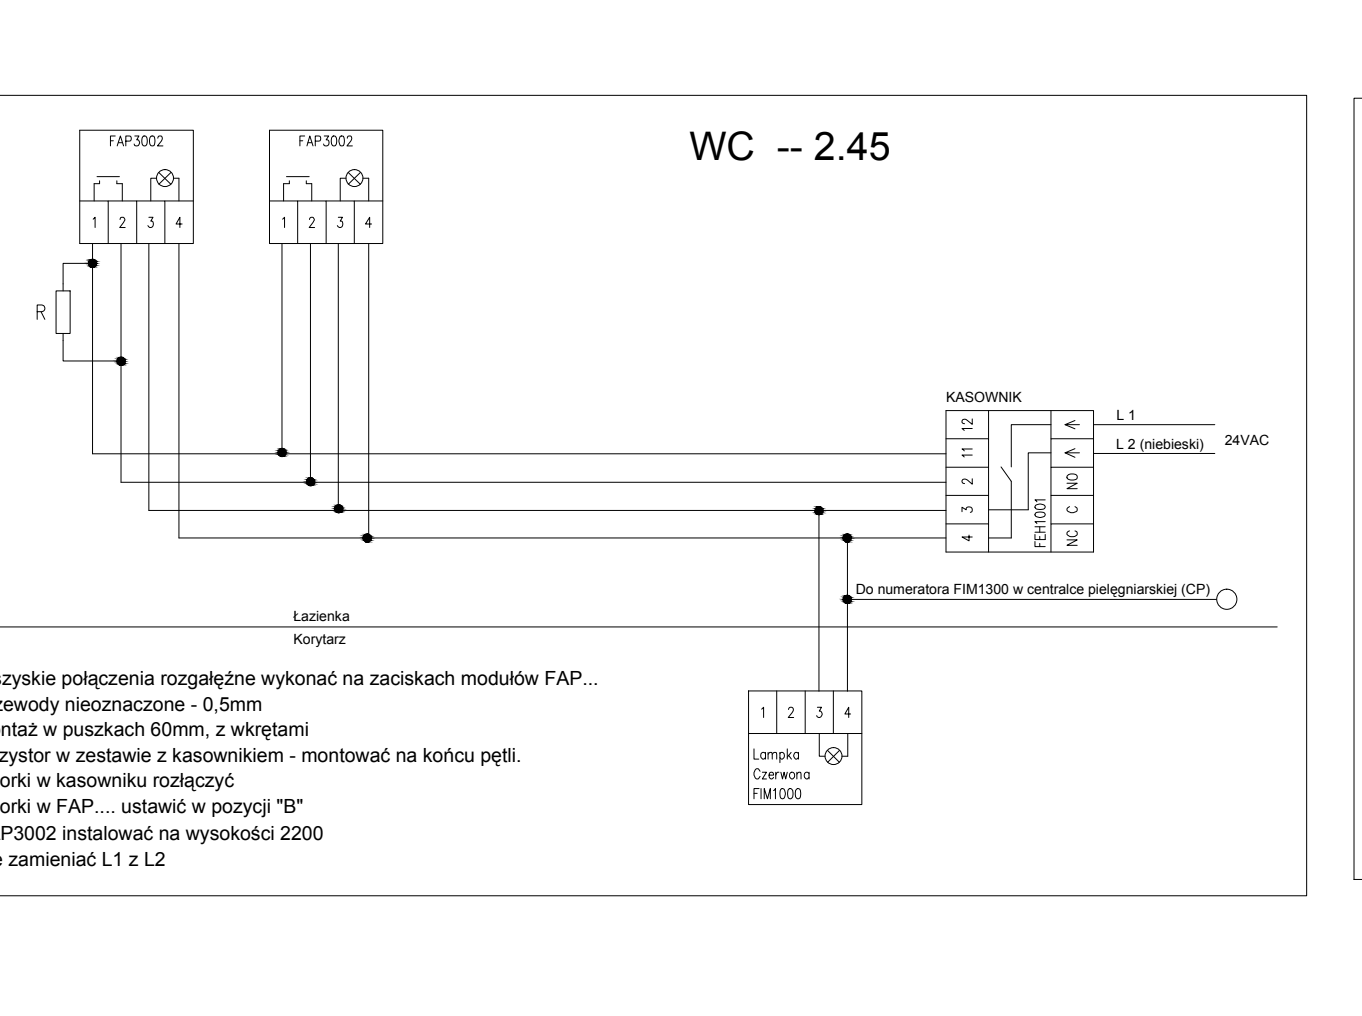 WC -- 2.45
FAP3002
1 2 3 4
FAP3002
1 2 3 4
R
KASOWNIK
12
11
2
3
4
FEH1001
NO
C
NC
L 1
L 2 (niebieski)
24VAC
Do numeratora FIM1300 w centralce pielęgniarskiej (CP)
Łazienka
Korytarz
szyskie połączenia rozgałęźne wykonać na zaciskach modułów FAP...
zewody nieoznaczone - 0,5mm
ntaż w puszkach 60mm, z wkrętami
zystor w zestawie z kasownikiem - montować na końcu pętli.
orki w kasowniku rozłączyć
orki w FAP.... ustawić w pozycji "B"
P3002 instalować na wysokości 2200
e zamieniać L1 z L2
1 2 3 4
Lampka
Czerwona
FIM1000